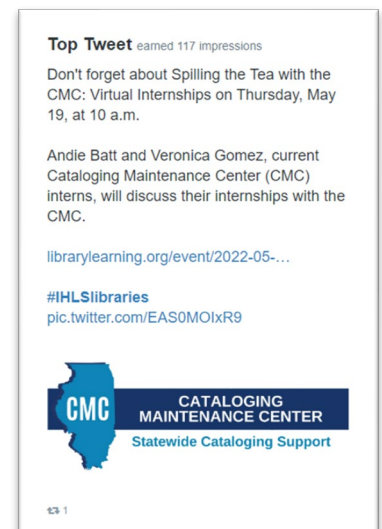 Top Tweet earned 117 impressions
Don't forget about Spilling the Tea with the
CMC: Virtual Internships on Thursday, May
19, at 10 a.m.
Andie Batt and Veronica Gomez, current
Cataloging Maintenance Center (CMC)
interns, will discuss their internships with the
CMC.
librarylearning.org/event/2022-05-…
#IHLSlibraries
pic.twitter.com/EAS0MOIxR9
CMC
CATALOGING
MAINTENANCE CENTER
Statewide Cataloging Support
1